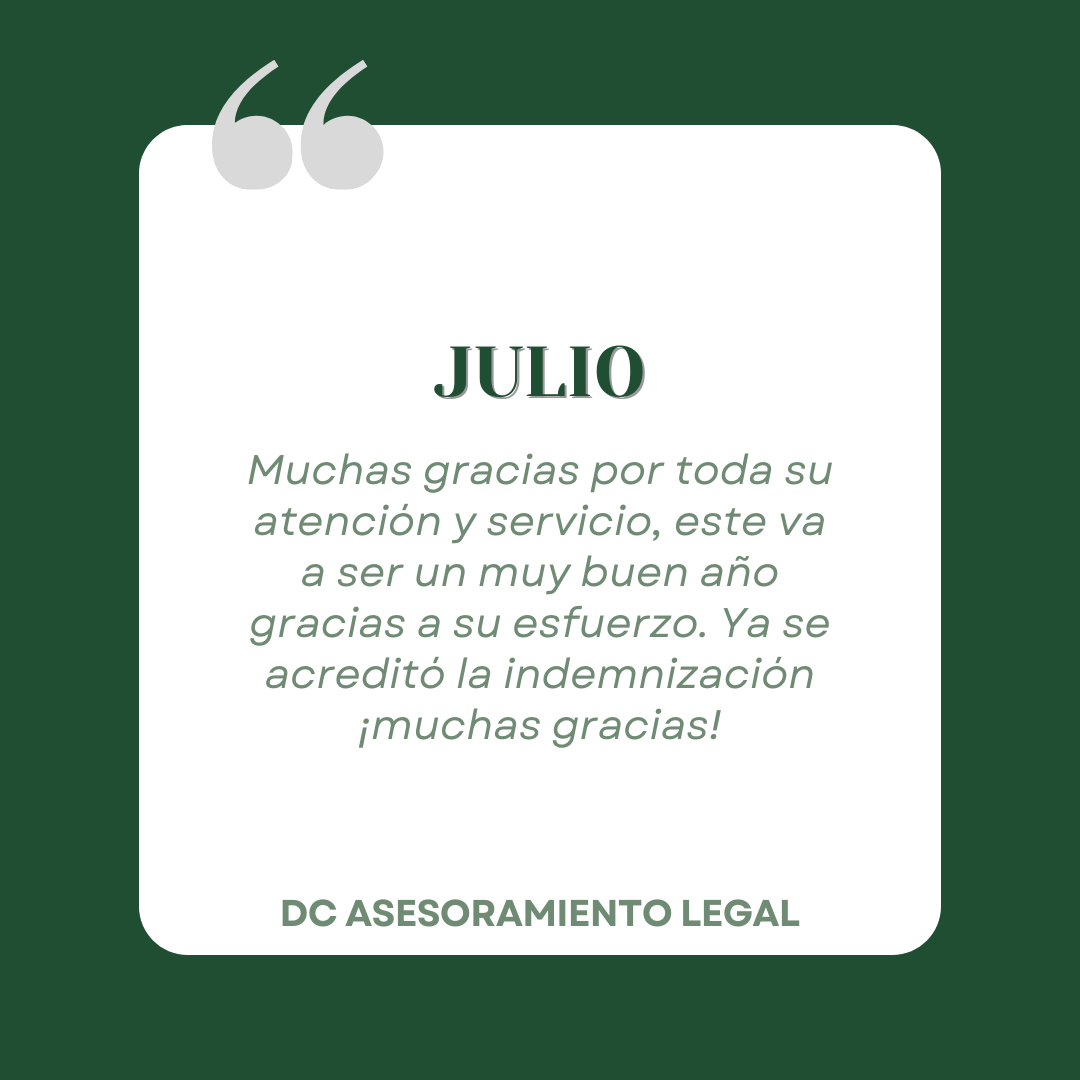 JULIO
Muchas gracias por toda su
atención y servicio, este va
a ser un muy buen año
gracias a su esfuerzo. Ya se
acreditó la indemnización
¡muchas gracias!
DC ASESORAMIENTO LEGAL